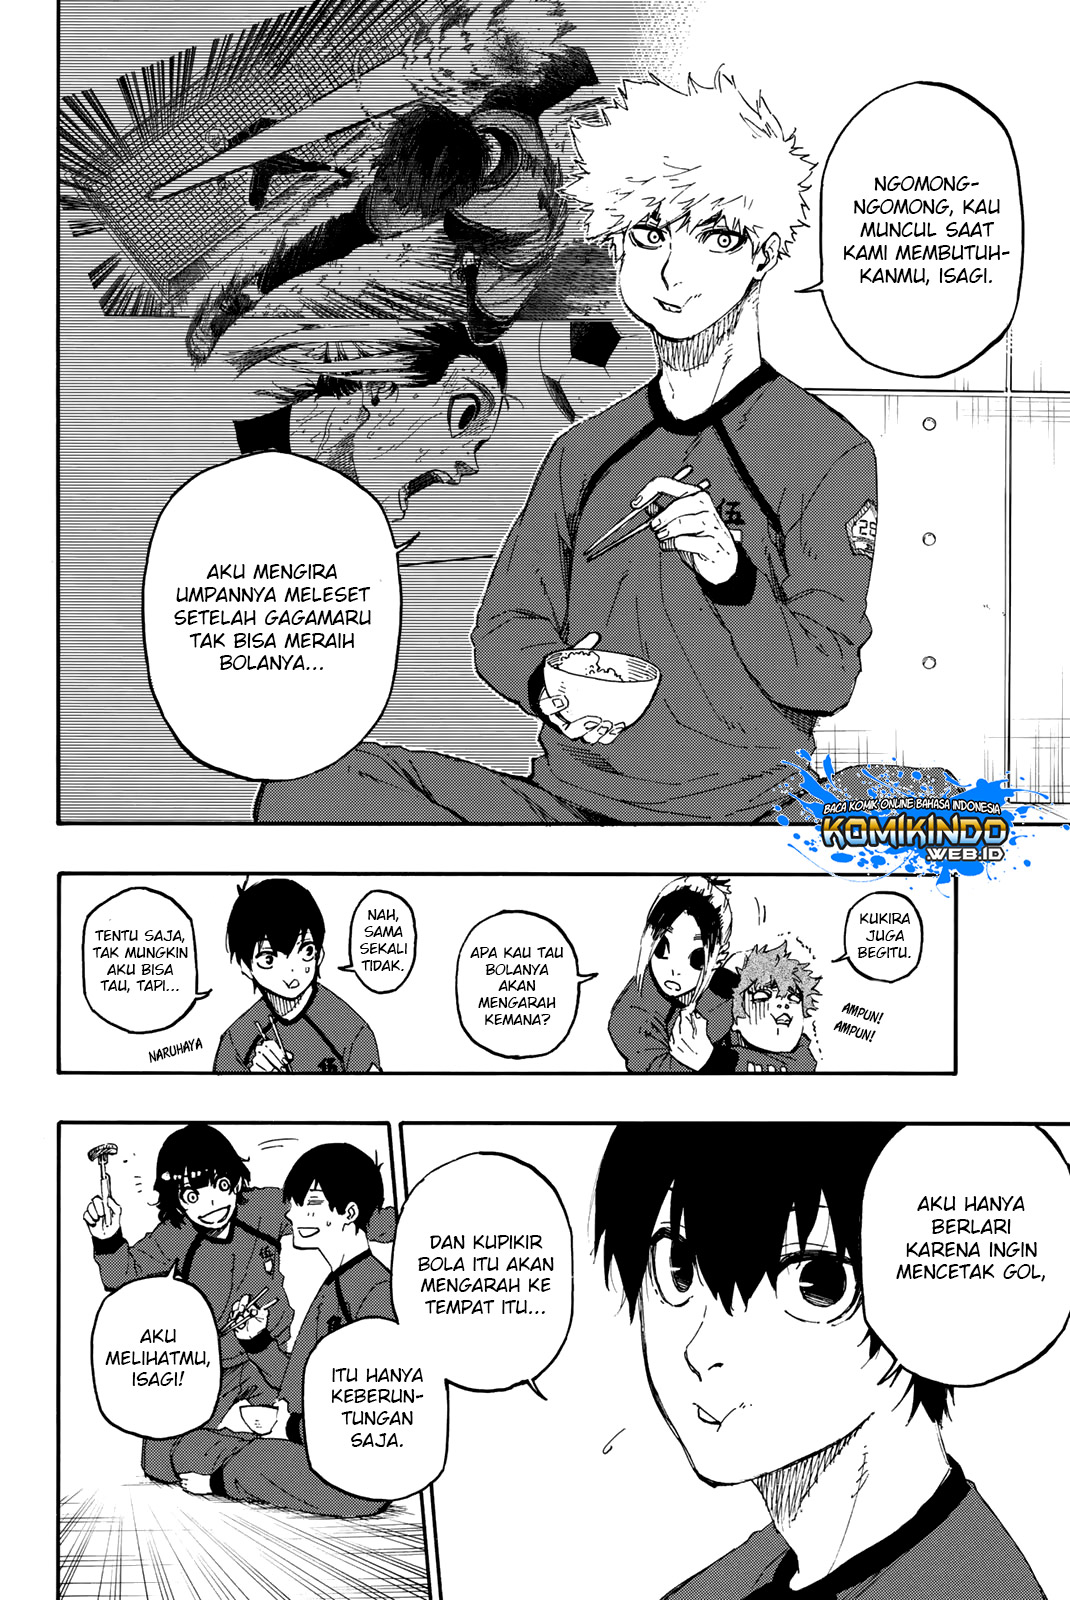 NGOMONG-
NGOMONG, KAU
MUNCUL SAAT
KAMI MEMBUTUH-
KANMU, ISAGI.
伍
25
AKU MENGIRA
UMPANNYA MELESET
SETELAH GAGAMARU
TAK BISA MERAIH
BOLANYA...
BACA KOMIK ONLINE BAHASA INDONESIA
KOMIKINDO
WEB.ID
KUKIRA
JUGA
BEGITU.
AMPUN!
AMPUN!
APA KAU TAU
BOLANYA
AKAN
MENGARAH
KEMANA?
NAH,
SAMA
SEKALI
TIDAK.
TENTU SAJA,
TAK MUNGKIN
AKU BISA
TAU, TAPI...
NARUHAYA
伍
AKU HANYA
BERLARI
KARENA INGIN
MENCETAK GOL,
DAN KUPIKIR
BOLA ITU AKAN
MENGARAH KE
TEMPAT ITU...
ITU HANYA
KEBERUN-
TUNGAN
SAJA.
伍
AKU
MELIHATMU,
ISAGI!